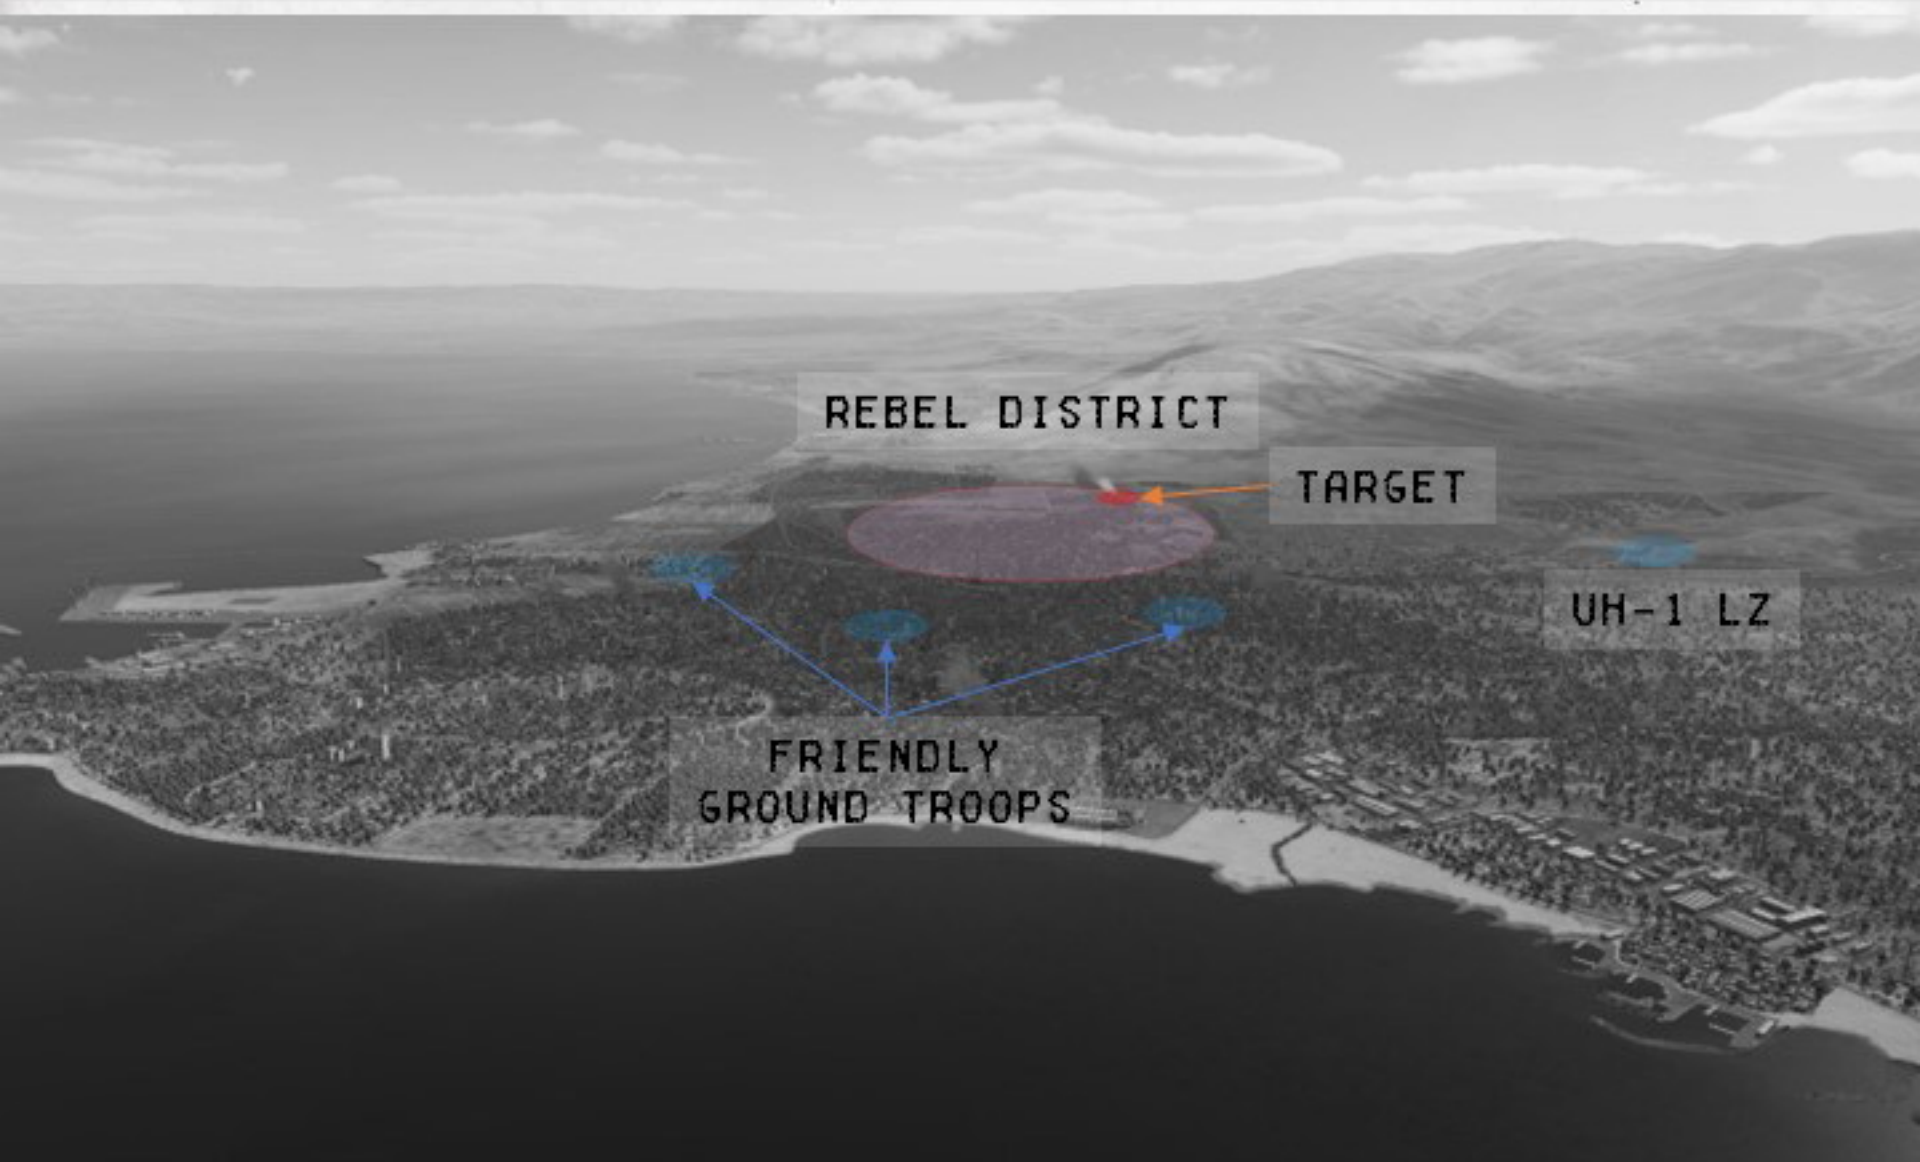 REBEL DISTRICT
TARGET
UH-1 LZ
FRIENDLY
GROUND TROOPS